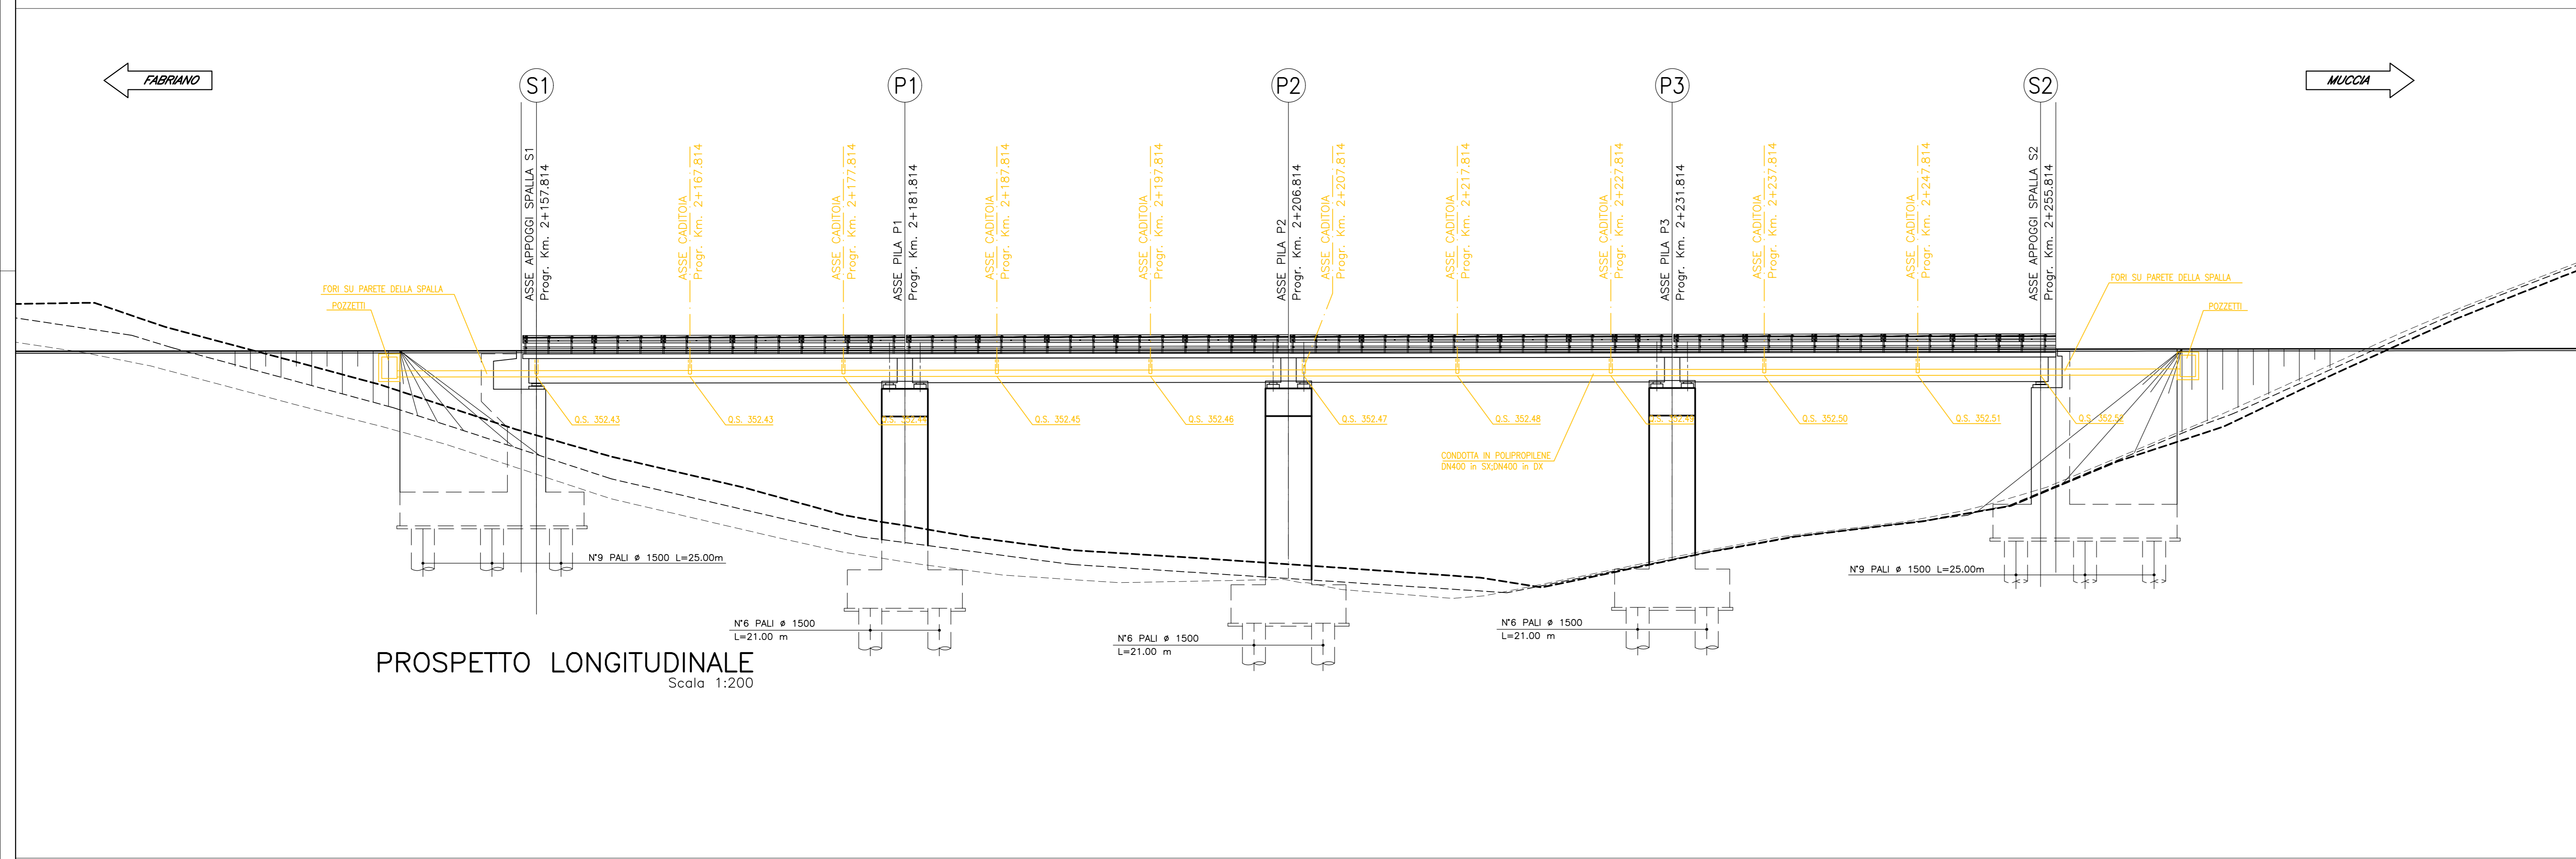 FABRIANO
S1
P1
P2
P3
S2
MUCCIA
ASSE APPOGGI SPALLA S1
Progr. Km. 2+157.814
ASSE CADITOIA
Progr. Km. 2+167.814
ASSE CADITOIA
Progr. Km. 2+177.814
ASSE PILA P1
Progr. Km. 2+181.814
ASSE CADITOIA
Progr. Km. 2+187.814
ASSE CADITOIA
Progr. Km. 2+197.814
ASSE PILA P2
Progr. Km. 2+206.814
ASSE CADITOIA
Progr. Km. 2+207.814
ASSE CADITOIA
Progr. Km. 2+217.814
ASSE CADITOIA
Progr. Km. 2+227.814
ASSE PILA P3
Progr. Km. 2+231.814
ASSE CADITOIA
Progr. Km. 2+237.814
ASSE CADITOIA
Progr. Km. 2+247.814
ASSE APPOGGI SPALLA S2
Progr. Km. 2+255.814
FORI SU PARETE DELLA SPALLA
POZZETTI
FORI SU PARETE DELLA SPALLA
POZZETTI
Q.S. 352.43
Q.S. 352.43
Q.S. 352.44
Q.S. 352.45
Q.S. 352.46
Q.S. 352.47
Q.S. 352.48
Q.S. 352.49
Q.S. 352.50
Q.S. 352.51
Q.S. 352.52
CONDOTTA IN POLIPROPILENE
DN400 in SX;DN400 in DX
N°9 PALI ø 1500 L=25.00m
N°9 PALI ø 1500 L=25.00m
N°6 PALI ø 1500
L=21.00 m
N°6 PALI ø 1500
L=21.00 m
N°6 PALI ø 1500
L=21.00 m
PROSPETTO LONGITUDINALE
Scala 1:200